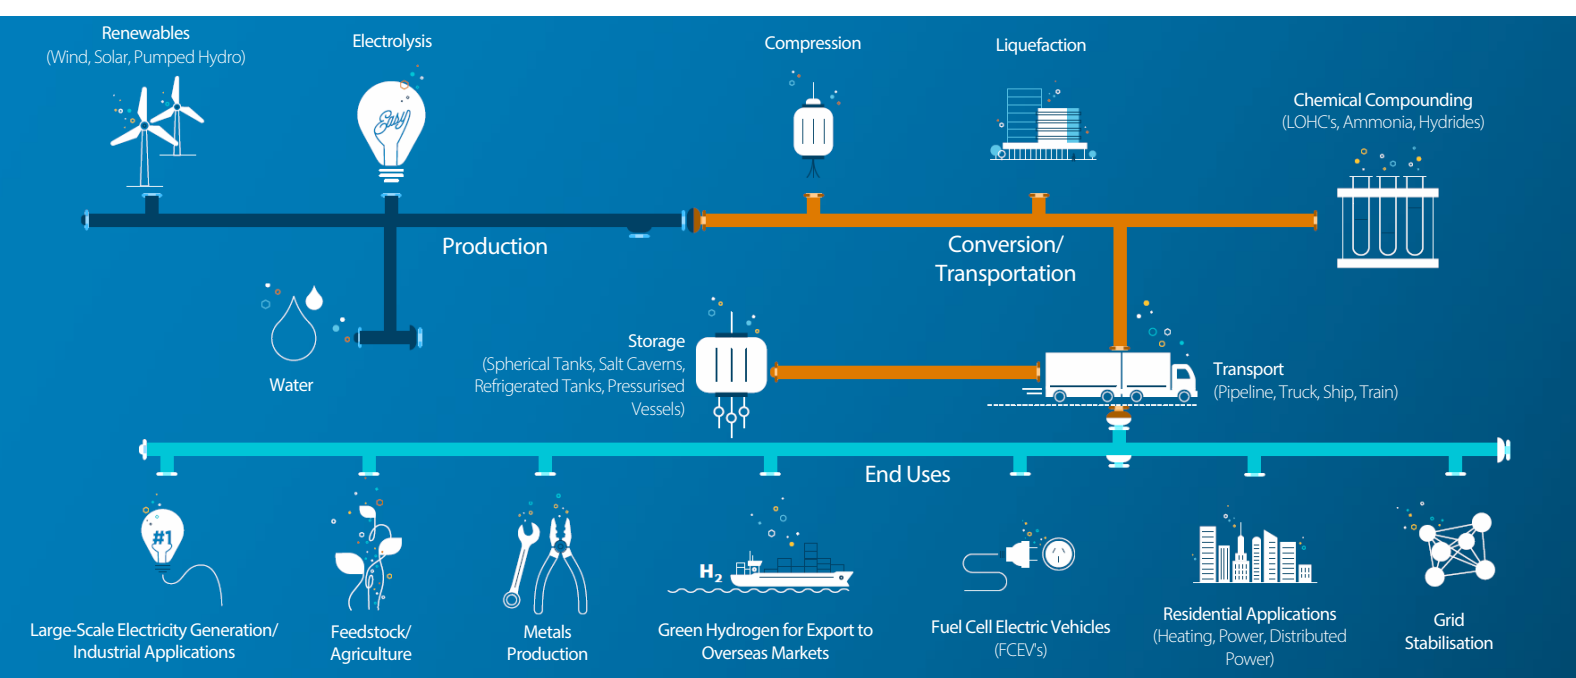 Renewables
(Wind, Solar, Pumped Hydro)
Electrolysis
Easy
Compression
Liquefaction
Chemical Compounding
(LOHC's, Ammonia, Hydrides)
Production
Conversion/
Transportation
Water
Storage
(Spherical Tanks, Salt Caverns,
Refrigerated Tanks, Pressurised
Vessels)
Transport
(Pipeline, Truck, Ship, Train)
End Uses
#1
Large-Scale Electricity Generation/
Industrial Applications
Feedstock/
Agriculture
Metals
Production
H2
Green Hydrogen for Export to
Overseas Markets
Fuel Cell Electric Vehicles
(FCEV's)
Residential Applications
(Heating, Power, Distributed
Power)
Grid
Stabilisation